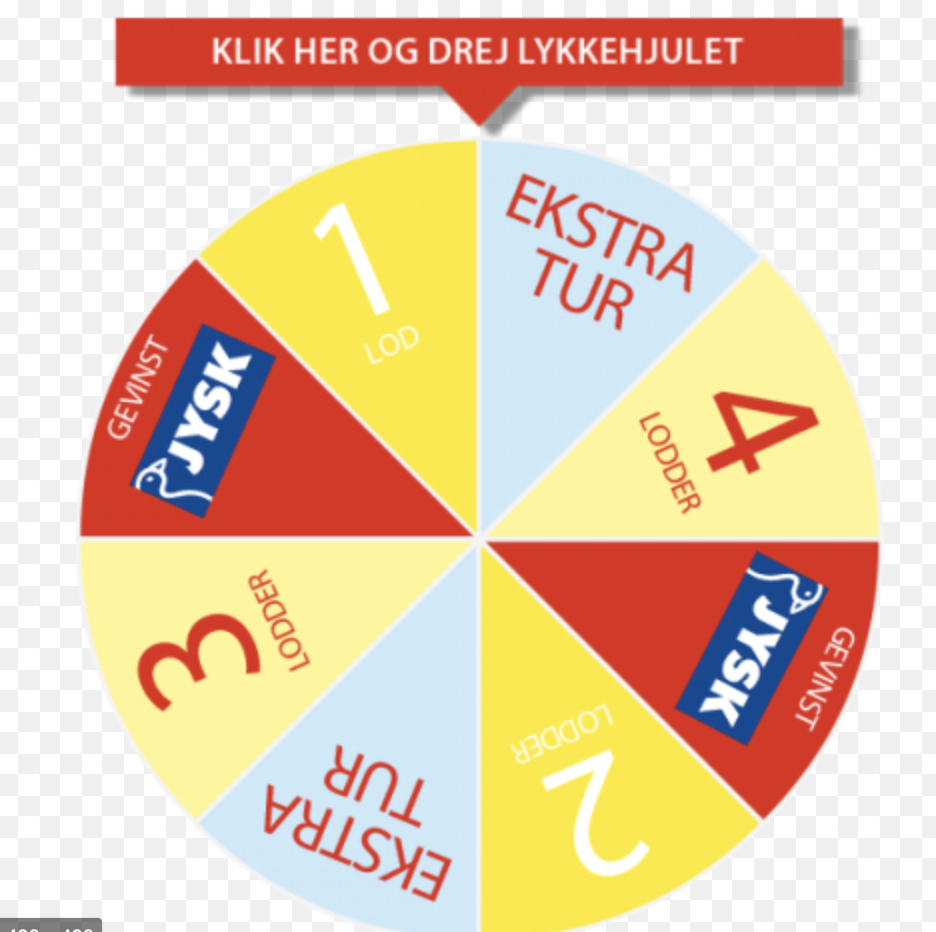 KLIK HER OG DREJ LYKKEHJULET
EKSTRA
TUR
4
LODDER
JYSK
GEVINST
2
LODDER
EKSTRA
TUR
3
LODDER
GEVINST
JYSK
1
LOD